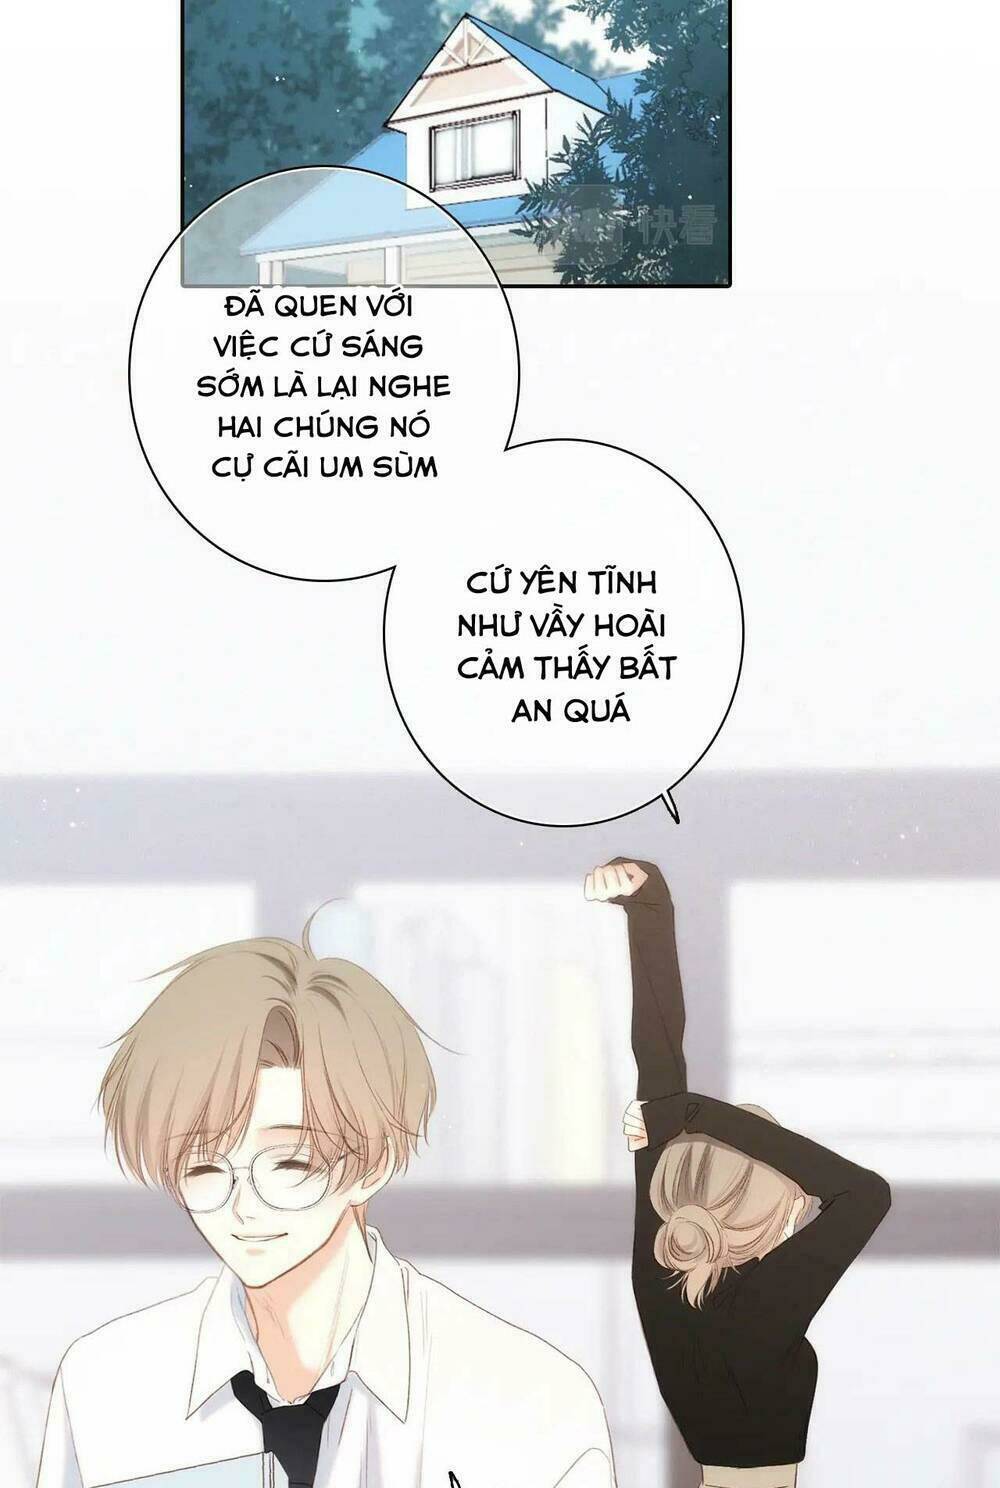 快看
ĐÃ QUEN VỚI
VIỆC CỨ SÁNG
SỚM LÀ LẠI NGHE
HAI CHÚNG NÓ
CỰ CÃI UM SÙM
CỨ YÊN TĨNH
NHƯ VẦY HOÀI
CẢM THẤY BẤT
AN QUÁ